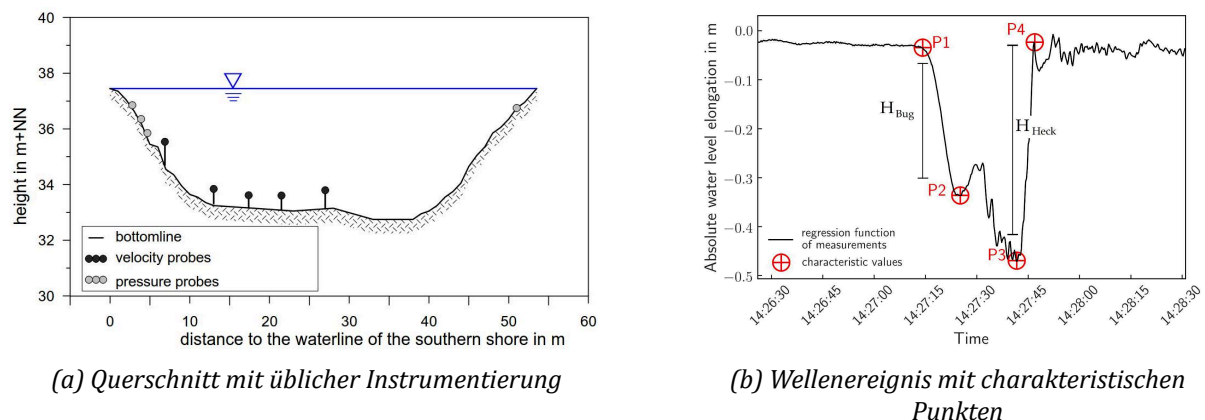 height in m+NN
40
38
36
34
32
30
bottomline
velocity probes
pressure probes
0 10 20 30 40 50 60
distance to the waterline of the southern shore in m
(a) Querschnitt mit üblicher Instrumentierung
Absolute water level elongation in m
0.0
−0.1
−0.2
−0.3
−0.4
−0.5
P1
P4
H_Bug
H_Heck
P2
P3
regression function
of measurements
characteristic values
14:26:30 14:26:45 14:27:00 14:27:15 14:27:30 14:27:45 14:28:00 14:28:15 14:28:30
Time
(b) Wellenereignis mit charakteristischen
Punkten